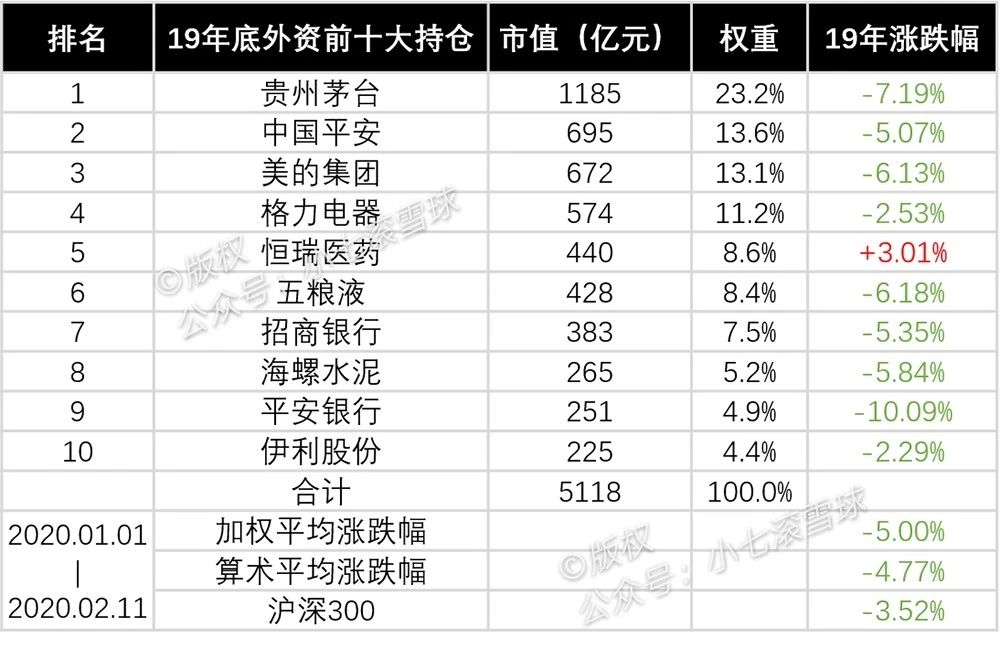 排名 19年底外资前十大持仓 市值（亿元） 权重 19年涨跌幅
1 贵州茅台 1185 23.2% -7.19%
2 中国平安 695 13.6% -5.07%
3 美的集团 672 13.1% -6.13%
4 格力电器 574 11.2% -2.53%
5 恒瑞医药 440 8.6% +3.01%
6 五粮液 428 8.4% -6.18%
7 招商银行 383 7.5% -5.35%
8 海螺水泥 265 5.2% -5.84%
9 平安银行 251 4.9% -10.09%
10 伊利股份 225 4.4% -2.29%
合计 5118 100.0%
2020.01.01 加权平均涨跌幅 -5.00%
| 算术平均涨跌幅 -4.77%
2020.02.11 沪深300 -3.52%
©版权
公众号：小七滚雪球
©版权
公众号：小七滚雪球